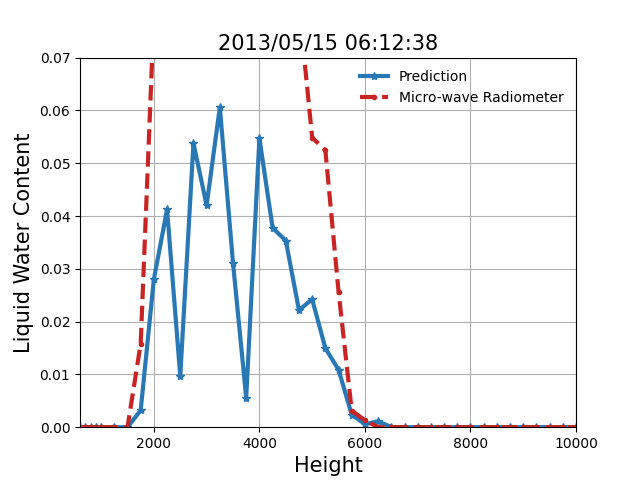 2013/05/15 06:12:38
0.07
0.06
0.05
0.04
0.03
0.02
0.01
0.00
Liquid Water Content
Prediction
Micro-wave Radiometer
2000 4000 6000 8000 10000
Height